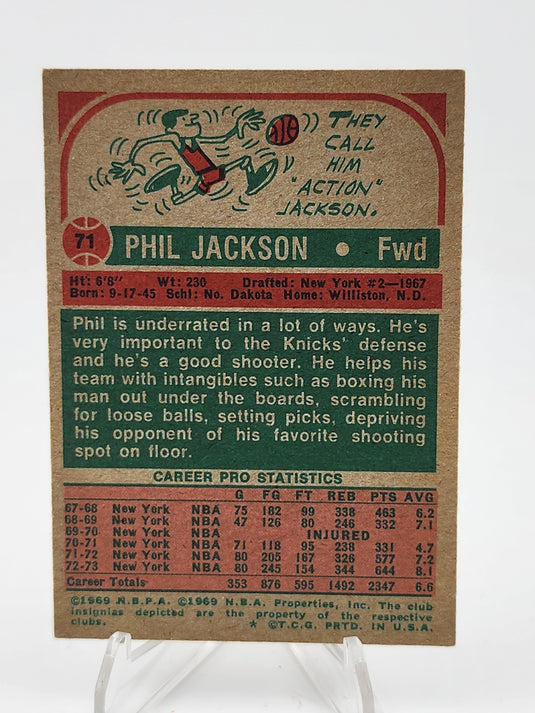 THEY
CALL
HIM
"ACTION"
JACKSON.
71 PHIL JACKSON • Fwd
Ht: 6'8" Wt: 230 Drafted: New York #2—1967
Born: 9-17-45 Schl: No. Dakota Home: Williston, N.D.
Phil is underrated in a lot of ways. He's
very important to the Knicks' defense
and he's a good shooter. He helps his
team with intangibles such as boxing his
man out under the boards, scrambling
for loose balls, setting picks, depriving
his opponent of his favorite shooting
spot on floor.
CAREER PRO STATISTICS
G FG FT REB PTS AVG
67-68 New York NBA 75 182 99 338 463 6.2
68-69 New York NBA 47 126 80 246 332 7.1
69-70 New York NBA INJURED
70-71 New York NBA 71 118 95 238 331 4.7
71-72 New York NBA 80 205 167 326 577 7.2
72-73 New York NBA 80 245 154 344 644 8.1
Career Totals 353 876 595 1492 2347 6.6
©1969 N.B.P.A. ©1969 N.B.A. Properties, Inc. The club
insignias depicted are the property of the respective
clubs. * ©T.C.G. PRTD. IN U.S.A.